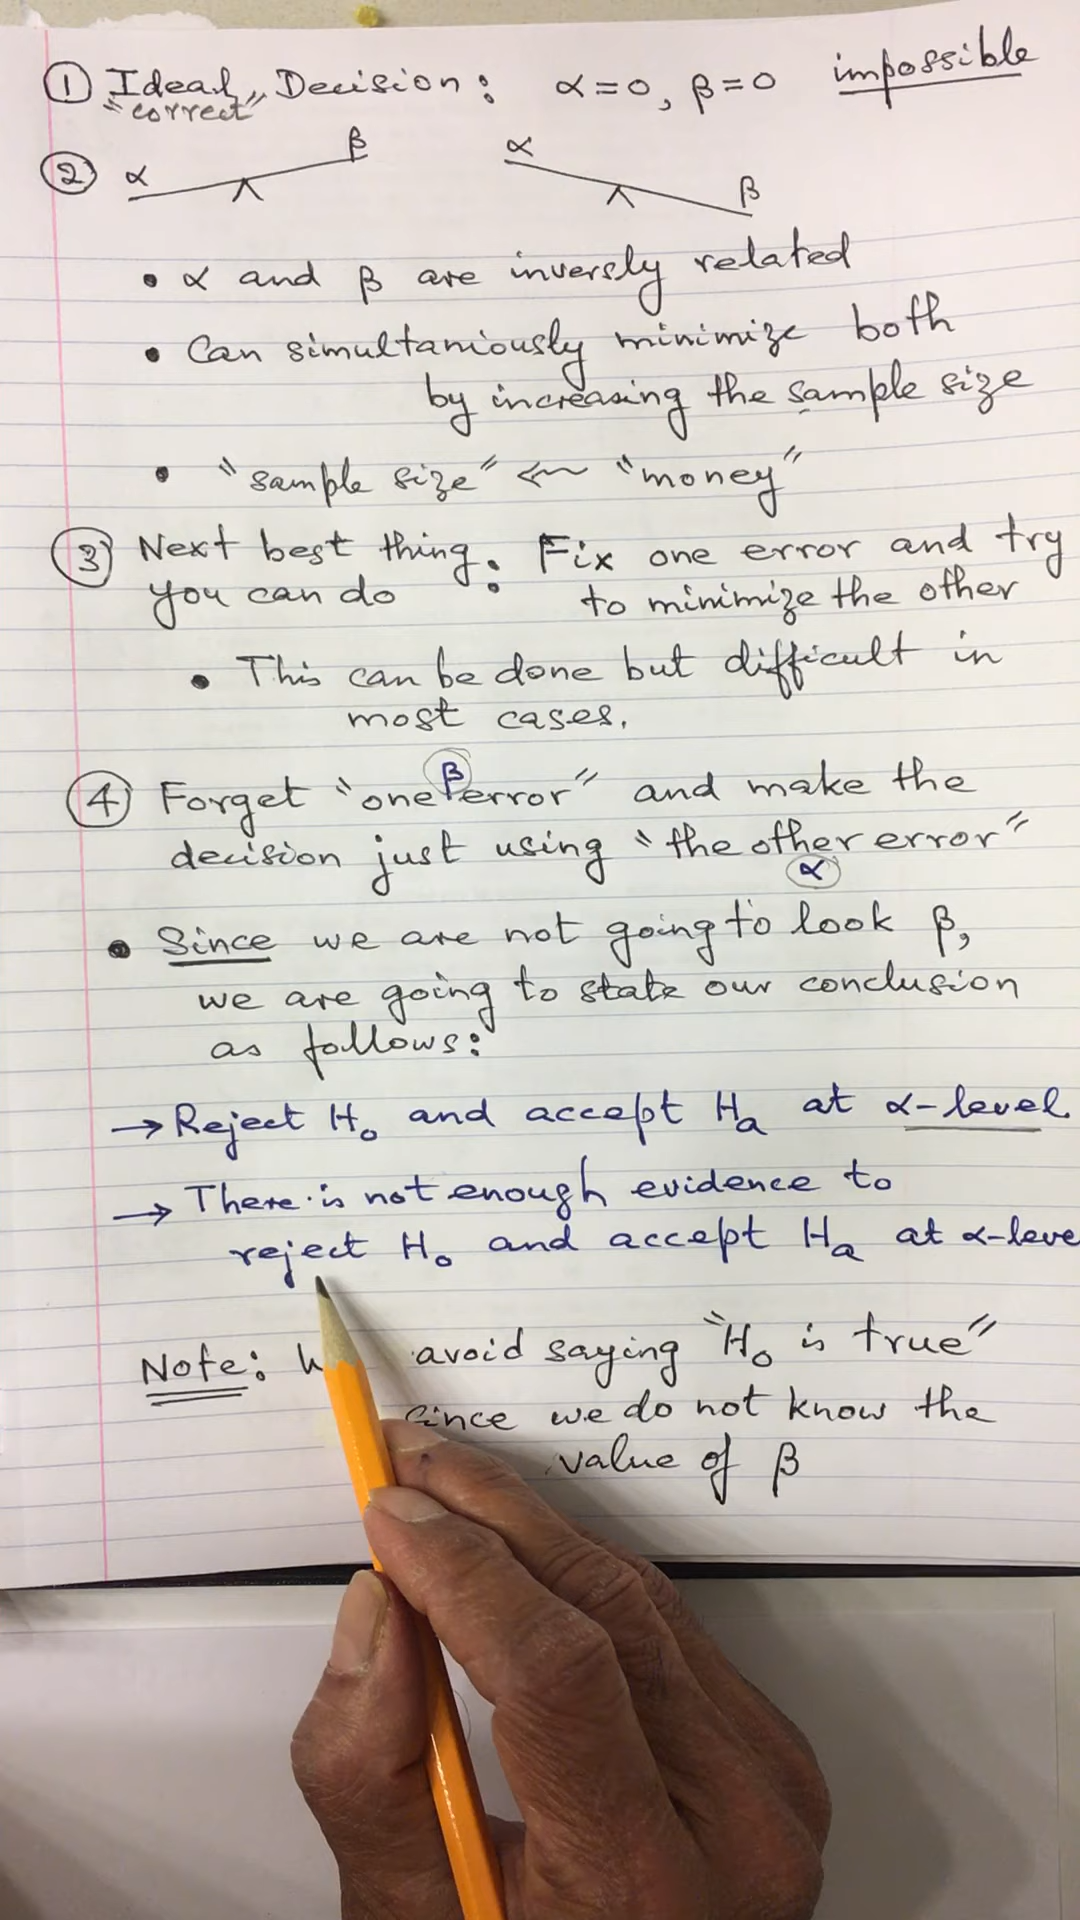 ① Ideal Decision: α=0, β=0 impossible
"correct"
② α β α β
• α and β are inversly related
• Can simultaniously minimize both
by increasing the sample size
• "sample size" ⟵ "money"
③ Next best thing: Fix one error and try
you can do to minimize the other
• This can be done but difficult in
most cases.
β
④ Forget "one error" and make the
decision just using "the other error"
α
• Since we are not going to look β,
we are going to state our conclusion
as follows:
→ Reject H₀ and accept Hₐ at α-level
→ There is not enough evidence to
reject H₀ and accept Hₐ at α-leve
Note: avoid saying "H₀ is true"
since we do not know the
value of β